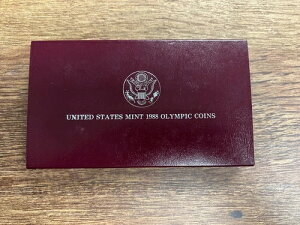 UNITED STATES MINT 1988 OLYMPIC COINS